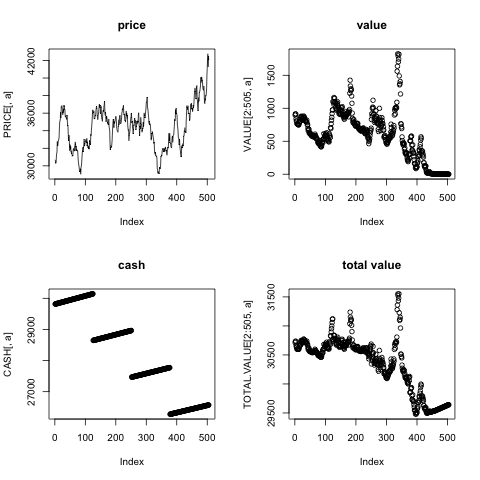 price
PRICE[, a]
42000
36000
30000
0 100 200 300 400 500
Index
value
VALUE[2:505, a]
1500
1000
500
0
0 100 200 300 400 500
Index
cash
CASH[, a]
29000
27000
0 100 200 300 400 500
Index
total value
TOTAL.VALUE[2:505, a]
31500
30500
29500
0 100 200 300 400 500
Index